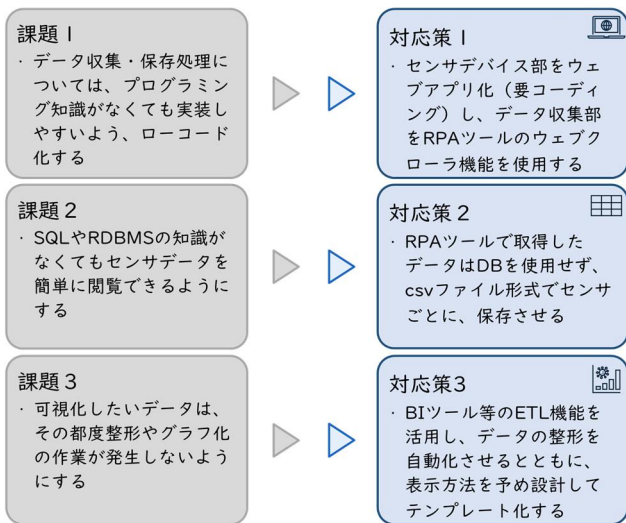 課題1
・ データ収集・保存処理に
ついては、プログラミン
グ知識がなくても実装し
やすいよう、ローコード
化する
対応策1
・ センサデバイス部をウェ
ブアプリ化（要コーディ
ング）し、データ収集部
をRPAツールのウェブク
ローラ機能を使用する
課題2
・ SQLやRDBMSの知識が
なくてもセンサデータを
簡単に閲覧できるように
する
対応策2
・ RPAツールで取得した
データはDBを使用せず、
csvファイル形式でセンサ
ごとに、保存させる
課題3
・ 可視化したいデータは、
その都度整形やグラフ化
の作業が発生しないよう
にする
対応策3
・ BIツール等のETL機能を
活用し、データの整形を
自動化させるとともに、
表示方法を予め設計して
テンプレート化する